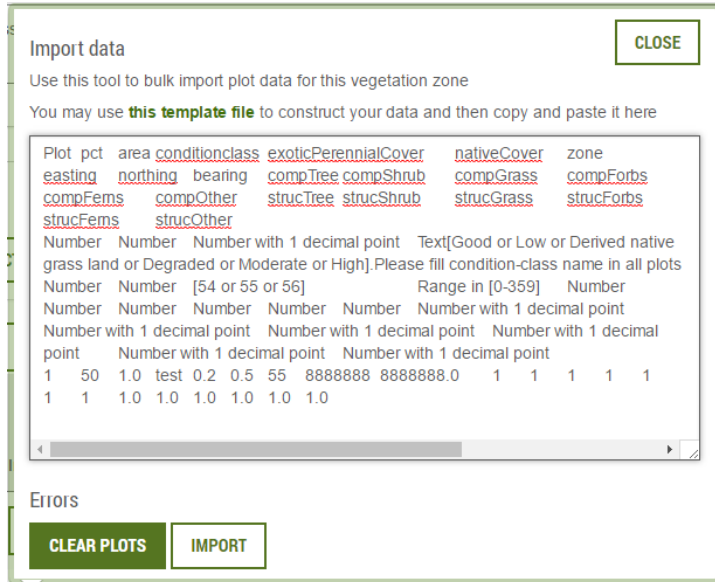 Import data
CLOSE
Use this tool to bulk import plot data for this vegetation zone
You may use this template file to construct your data and then copy and paste it here
Plot pct area conditionclass exoticPerennialCover nativeCover zone
easting northing bearing compTree compShrub compGrass compForbs
compFerns compOther strucTree strucShrub strucGrass strucForbs
strucFerns strucOther
Number Number Number with 1 decimal point Text[Good or Low or Derived native
grass land or Degraded or Moderate or High].Please fill condition-class name in all plots
Number Number [54 or 55 or 56] Range in [0-359] Number
Number Number Number Number Number Number with 1 decimal point
Number with 1 decimal point Number with 1 decimal point Number with 1 decimal
point Number with 1 decimal point Number with 1 decimal point
1 50 1.0 test 0.2 0.5 55 8888888 8888888.0 1 1 1 1 1
1 1 1.0 1.0 1.0 1.0 1.0 1.0
Errors
CLEAR PLOTS IMPORT